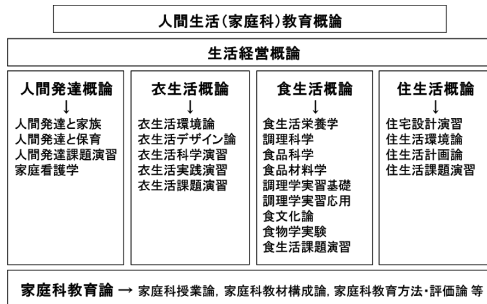 人間生活(家庭科)教育概論
生活経営概論
人間発達概論
↓
人間発達と家族
人間発達と保育
人間発達課題演習
家庭看護学
衣生活概論
↓
衣生活環境論
衣生活デザイン論
衣生活科学演習
衣生活実践演習
衣生活課題演習
食生活概論
↓
食生活栄養学
調理科学
食品科学
食品材料学
調理学実習基礎
調理学実習応用
食文化論
食物学実験
食生活課題演習
住生活概論
↓
住宅設計演習
住生活環境論
住生活計画論
住生活課題演習
家庭科教育論 → 家庭科授業論, 家庭科教材構成論, 家庭科教育方法・評価論 等